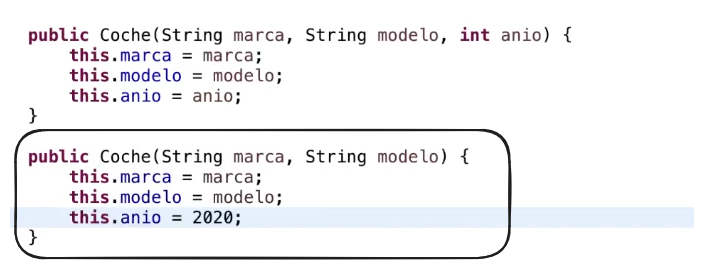 public Coche(String marca, String modelo, int anio) {
    this.marca = marca;
    this.modelo = modelo;
    this.anio = anio;
}
public Coche(String marca, String modelo) {
    this.marca = marca;
    this.modelo = modelo;
    this.anio = 2020;
}